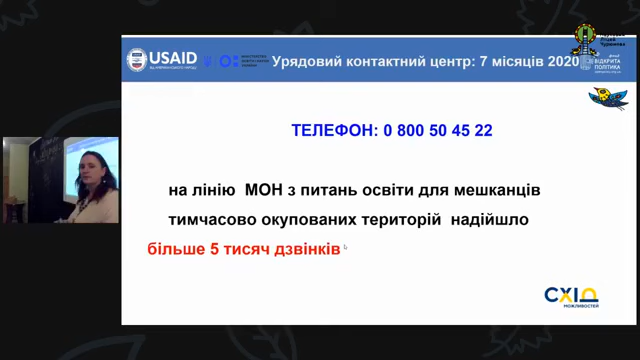 USAID
Урядовий контактний центр: 7 місяців 2020
ВІДКРИТА
ПОЛІТИКА
ТЕЛЕФОН: 0 800 50 45 22
на лінію МОН з питань освіти для мешканців
тимчасово окупованих територій надійшло
більше 5 тисяч дзвінків
СХІD
МОЖЛИВОСТЕЙ